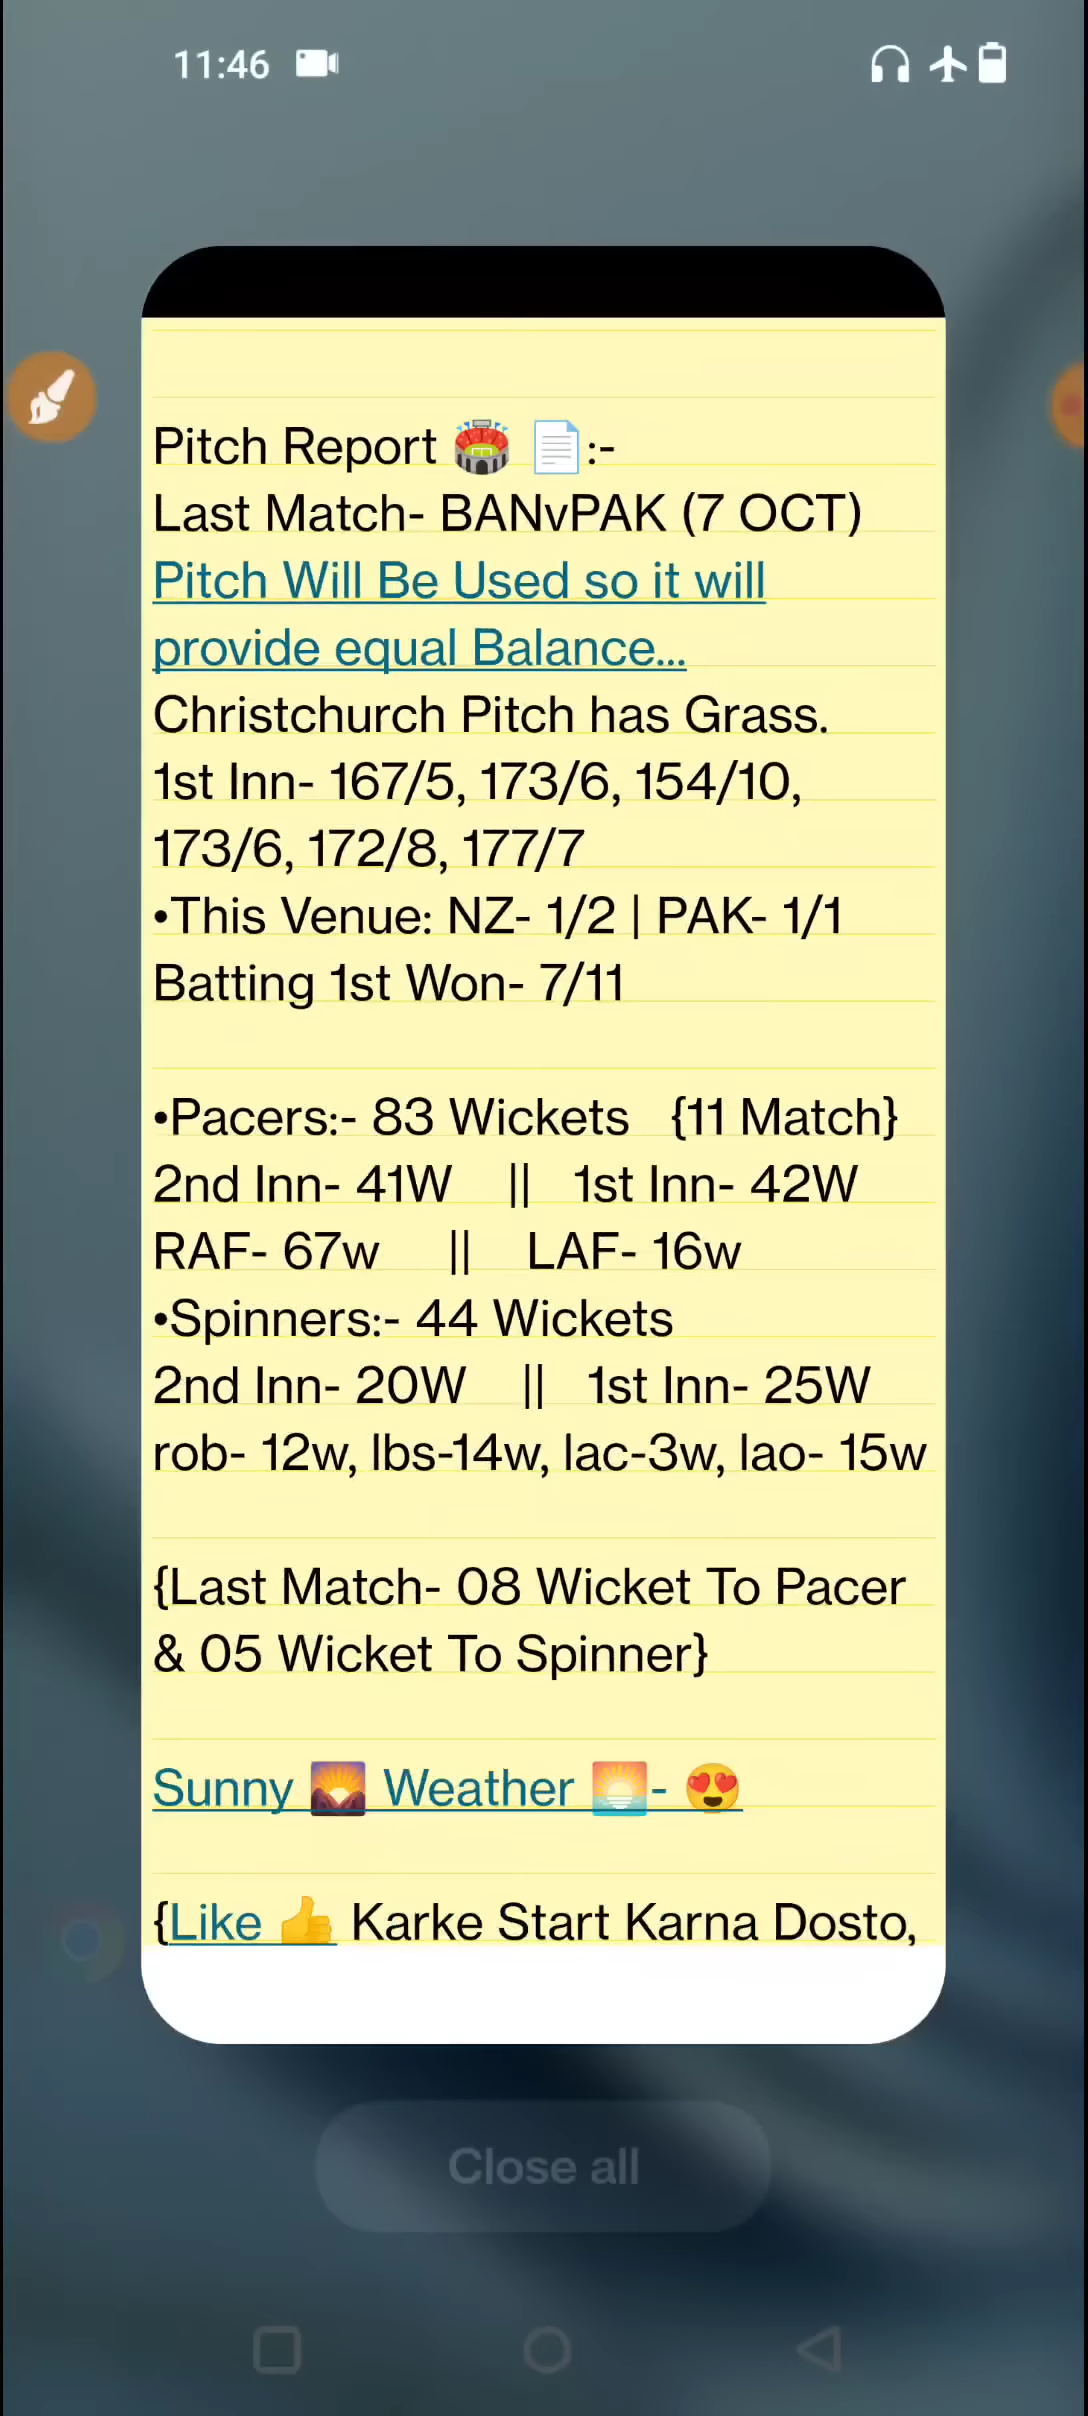 11:46
Pitch Report 🏟️ 📄:-
Last Match- BANvPAK (7 OCT)
Pitch Will Be Used so it will
provide equal Balance...
Christchurch Pitch has Grass.
1st Inn- 167/5, 173/6, 154/10,
173/6, 172/8, 177/7
•This Venue: NZ- 1/2 | PAK- 1/1
Batting 1st Won- 7/11
•Pacers:- 83 Wickets {11 Match}
2nd Inn- 41W || 1st Inn- 42W
RAF- 67w || LAF- 16w
•Spinners:- 44 Wickets
2nd Inn- 20W || 1st Inn- 25W
rob- 12w, lbs-14w, lac-3w, lao- 15w
{Last Match- 08 Wicket To Pacer
& 05 Wicket To Spinner}
Sunny 🌄 Weather 🌅- 😍
{Like 👍 Karke Start Karna Dosto,
Close all